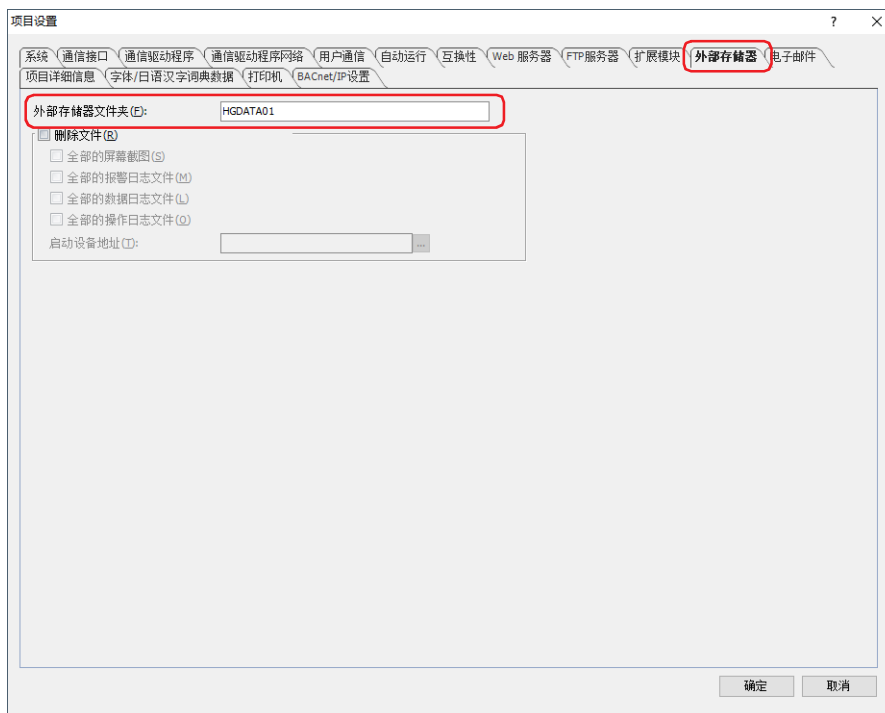 项目设置 ? ×
系统 通信接口 通信驱动程序 通信驱动程序网络 用户通信 自动运行 互换性 Web 服务器 FTP服务器 扩展模块 外部存储器 电子邮件
项目详细信息 字体/日语汉字词典数据 打印机 BACnet/IP设置
外部存储器文件夹(F): HGDATA01
删除文件(R)
全部的屏幕截图(S)
全部的报警日志文件(M)
全部的数据日志文件(L)
全部的操作日志文件(O)
启动设备地址(T): ...
确定 取消